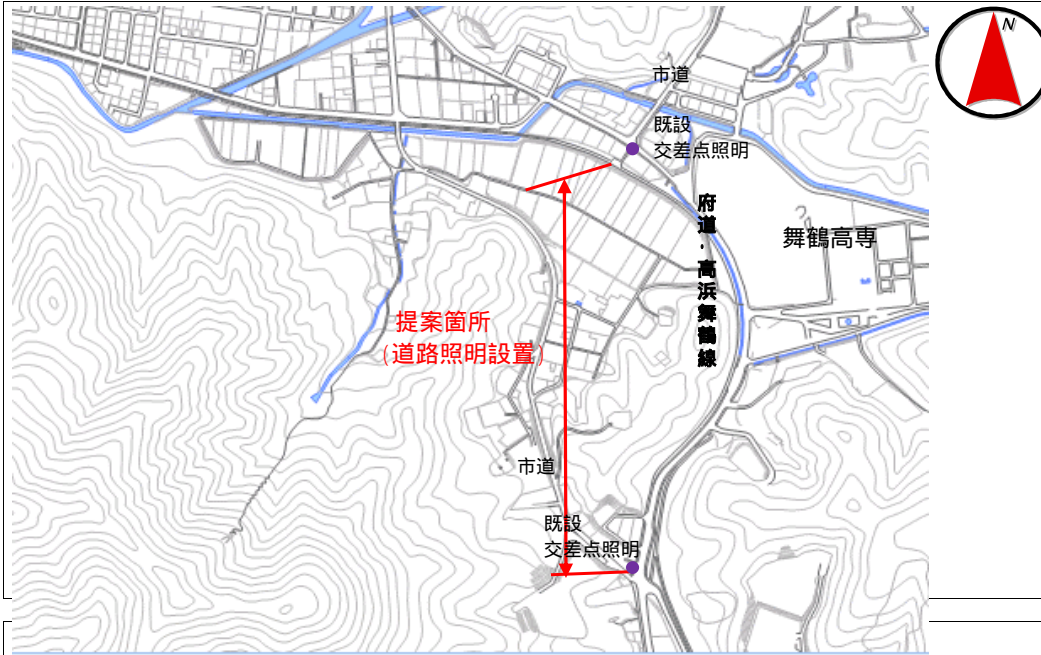 N
市道
既設
交差点照明
府道・高浜舞鶴線
舞鶴高専
提案箇所
（道路照明設置）
市道
既設
交差点照明